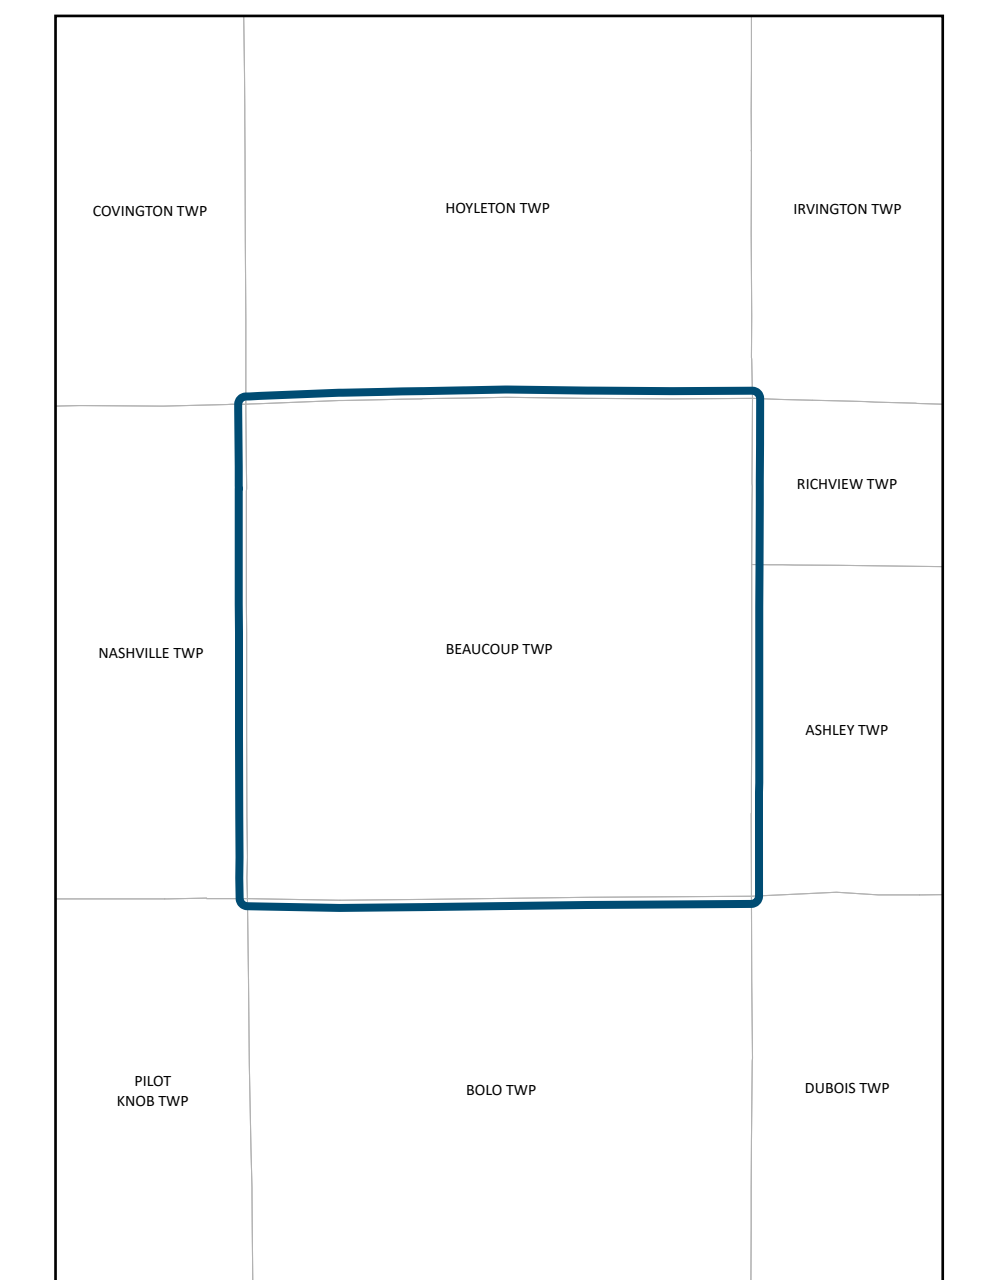 COVINGTON TWP
HOYLETON TWP
IRVINGTON TWP
RICHVIEW TWP
NASHVILLE TWP
BEAUCOUP TWP
ASHLEY TWP
PILOT
KNOB TWP
BOLO TWP
DUBOIS TWP